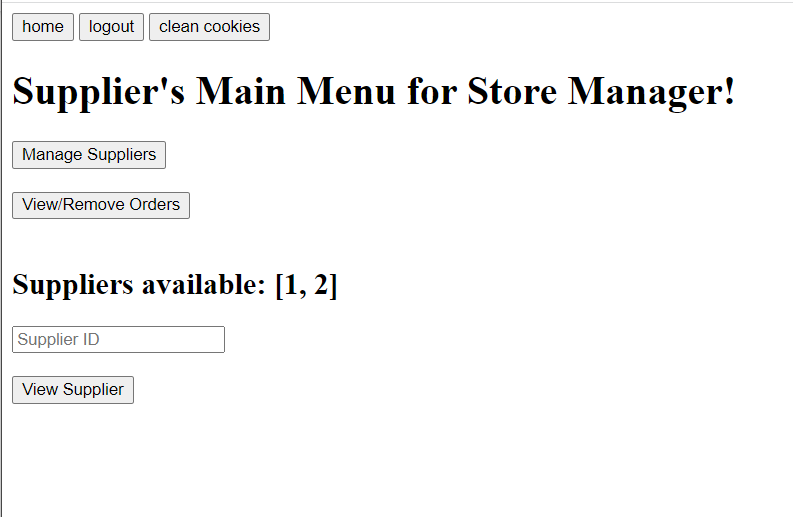 home logout clean cookies
Supplier's Main Menu for Store Manager!
Manage Suppliers
View/Remove Orders
Suppliers available: [1, 2]
Supplier ID
View Supplier